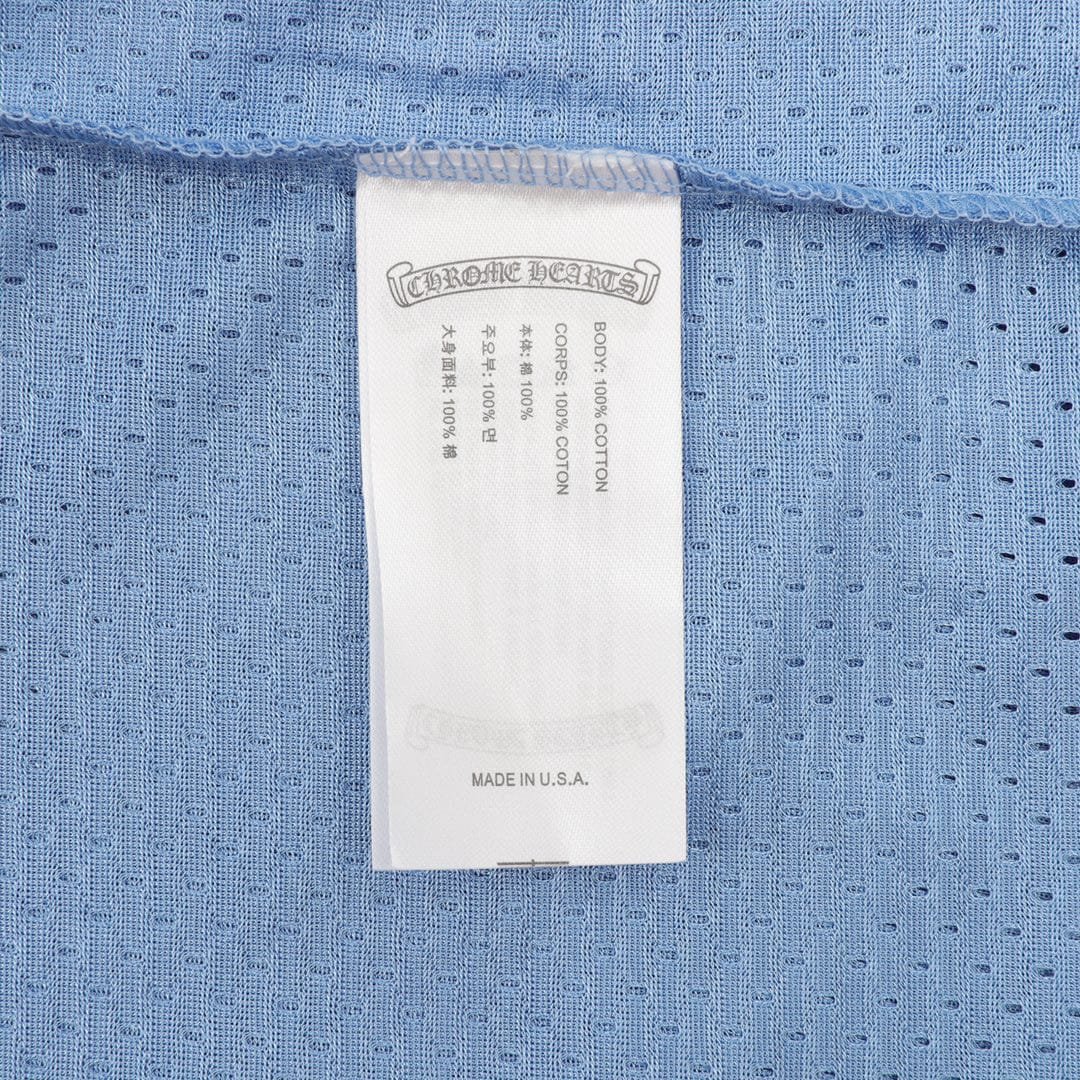 CHROME HEARTS
BODY: 100% COTTON
CORPS: 100% COTON
本体: 棉 100%
주요부: 100% 면
大身面料: 100% 棉
MADE IN U.S.A.